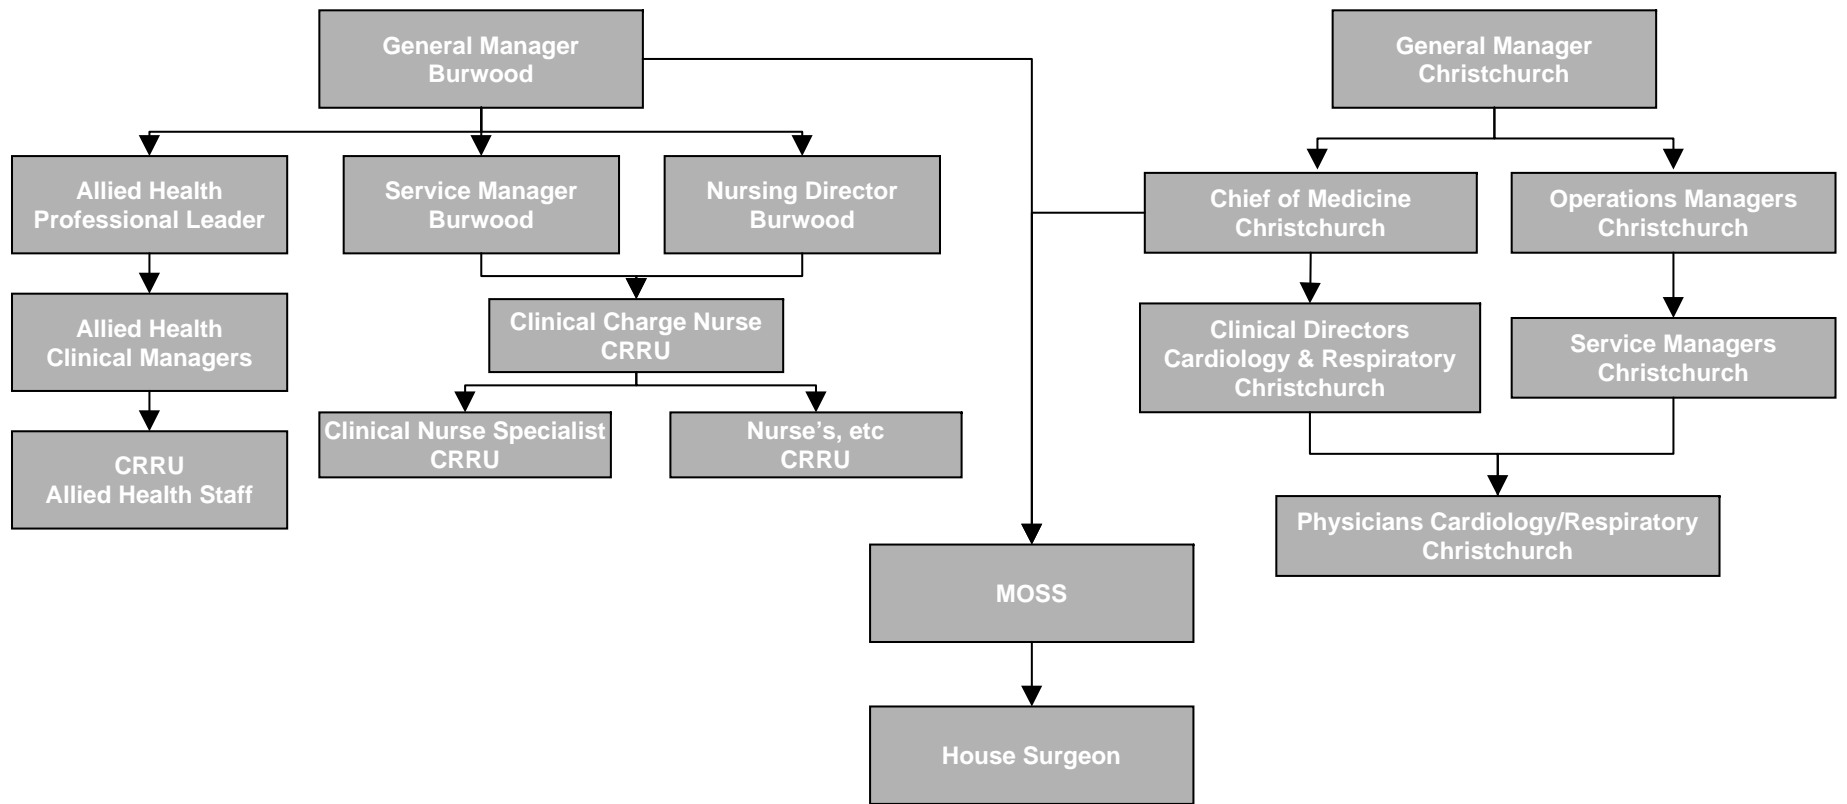 General Manager
Burwood
General Manager
Christchurch
Allied Health
Professional Leader
Service Manager
Burwood
Nursing Director
Burwood
Chief of Medicine
Christchurch
Operations Managers
Christchurch
Allied Health
Clinical Managers
Clinical Charge Nurse
CRRU
Clinical Directors
Cardiology & Respiratory
Christchurch
Service Managers
Christchurch
CRRU
Allied Health Staff
Clinical Nurse Specialist
CRRU
Nurse’s, etc
CRRU
Physicians Cardiology/Respiratory
Christchurch
MOSS
House Surgeon